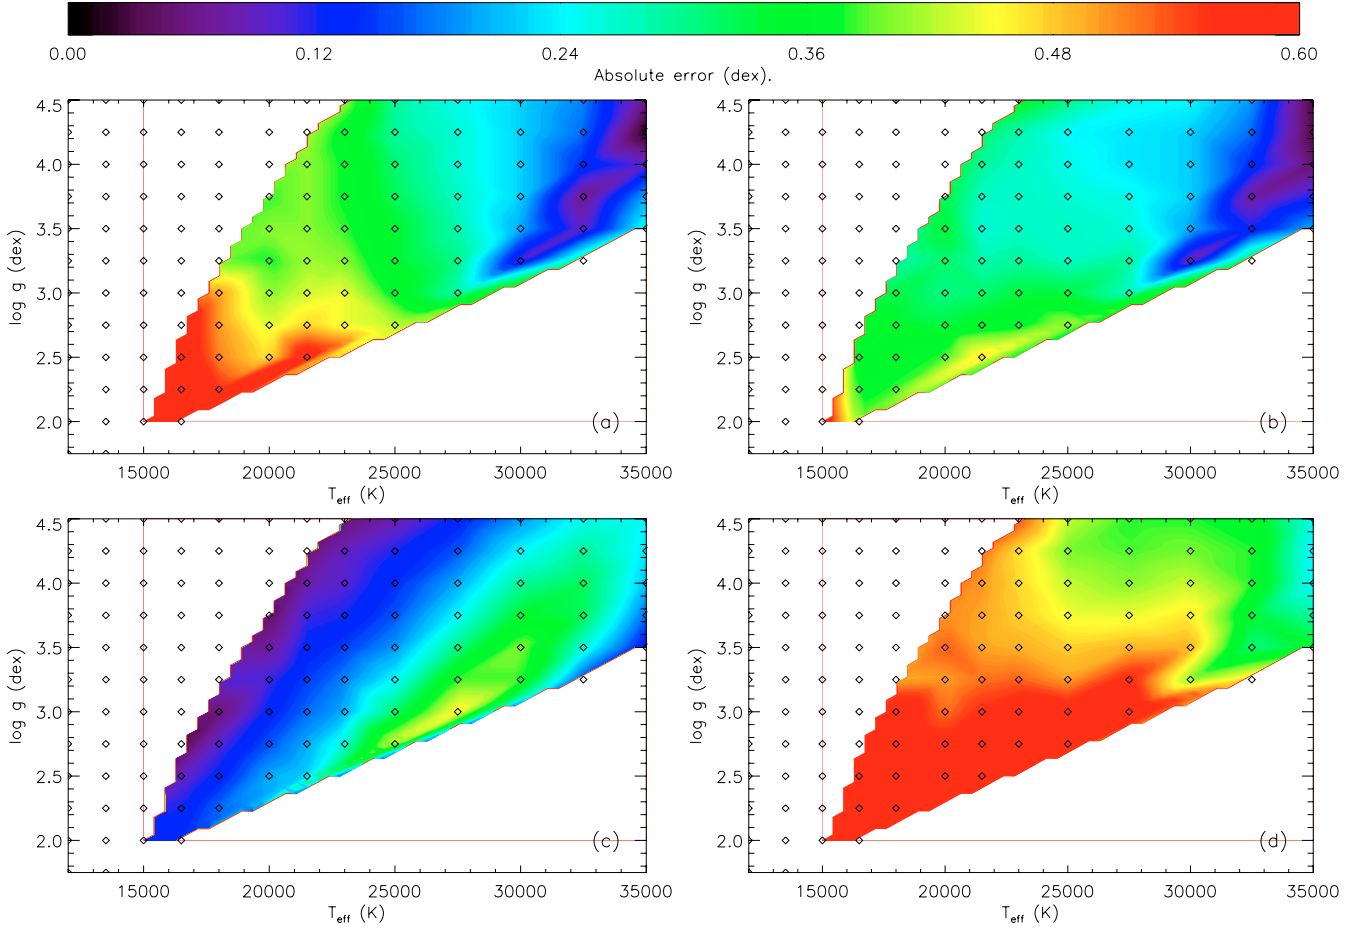 0.00 0.12 0.24 0.36 0.48 0.60
Absolute error (dex).
4.5
4.0
3.5
3.0
2.5
2.0
log g (dex)
(a)
15000 20000 25000 30000 35000
Teff (K)
4.5
4.0
3.5
3.0
2.5
2.0
log g (dex)
(b)
15000 20000 25000 30000 35000
Teff (K)
4.5
4.0
3.5
3.0
2.5
2.0
log g (dex)
(c)
15000 20000 25000 30000 35000
Teff (K)
4.5
4.0
3.5
3.0
2.5
2.0
log g (dex)
(d)
15000 20000 25000 30000 35000
Teff (K)